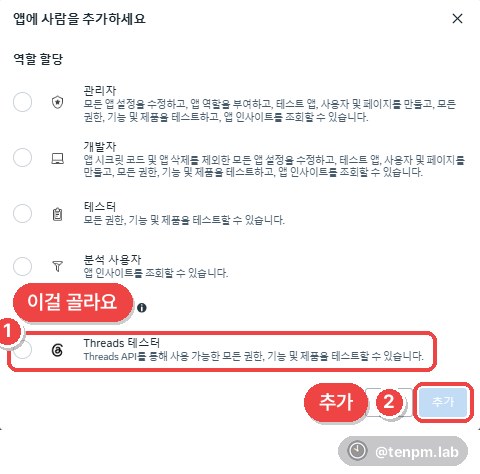 앱에 사람을 추가하세요
역할 할당
관리자
모든 앱 설정을 수정하고, 앱 역할을 부여하고, 테스트 앱, 사용자 및 페이지를 만들고, 모든
권한, 기능 및 제품을 테스트하고, 앱 인사이트를 조회할 수 있습니다.
개발자
앱 시크릿 코드 및 앱 삭제를 제외한 모든 앱 설정을 수정하고, 테스트 앱, 사용자 및 페이지를
만들고, 모든 권한, 기능 및 제품을 테스트하고, 앱 인사이트를 조회할 수 있습니다.
테스터
모든 권한, 기능 및 제품을 테스트할 수 있습니다.
분석 사용자
앱 인사이트를 조회할 수 있습니다.
이걸 골라요
1
Threads 테스터
Threads API를 통해 사용 가능한 모든 권한, 기능 및 제품을 테스트할 수 있습니다.
추가 2 추가
@tenpm.lab